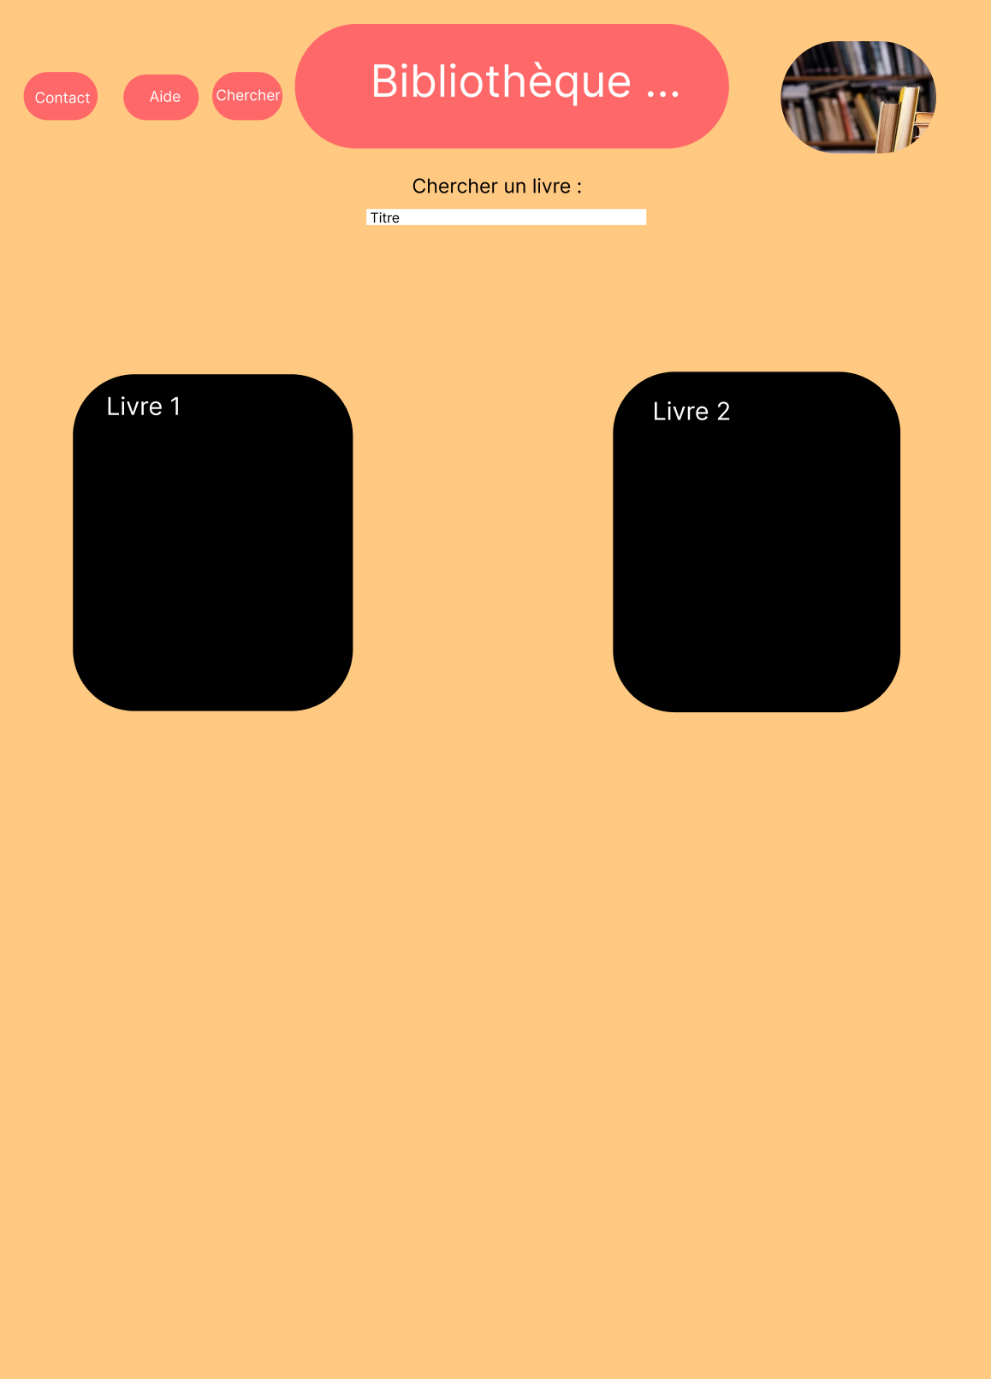 Contact
Aide
Chercher
Bibliothèque ...
Chercher un livre :
Titre
Livre 1
Livre 2